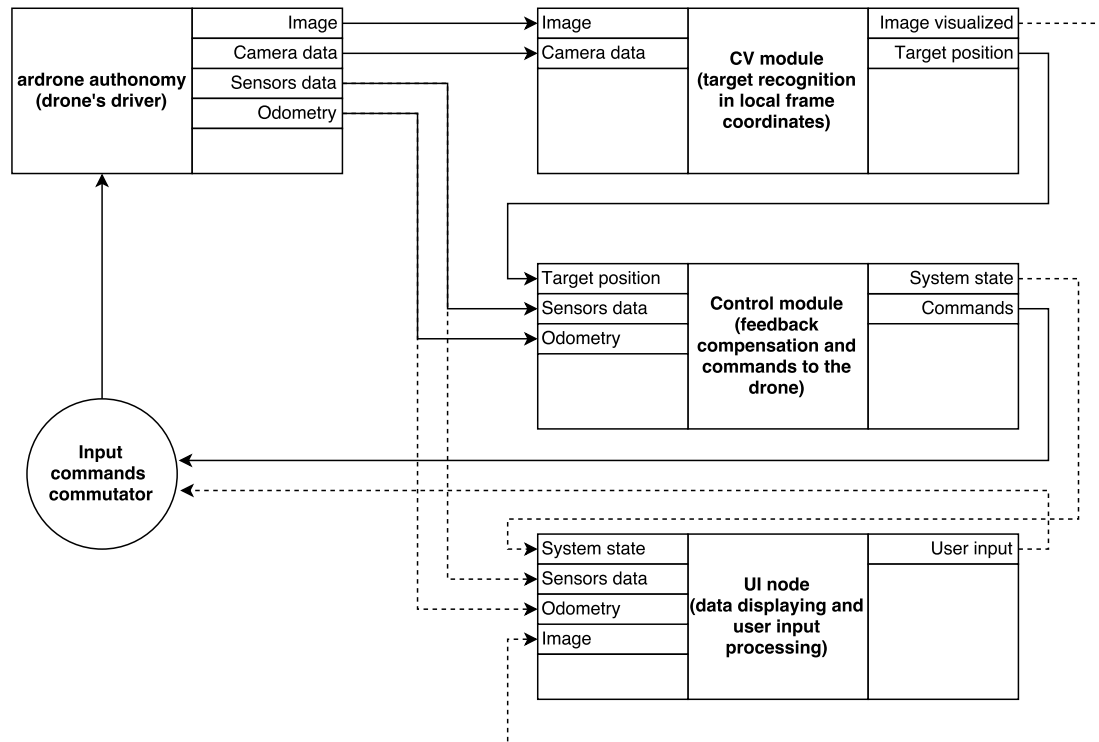 ardrone authonomy
(drone's driver)
Image
Camera data
Sensors data
Odometry
Image
Camera data
CV module
(target recognition
in local frame
coordinates)
Image visualized
Target position
Target position
Sensors data
Odometry
Control module
(feedback
compensation and
commands to the
drone)
System state
Commands
Input
commands
commutator
System state
Sensors data
Odometry
Image
UI node
(data displaying and
user input
processing)
User input